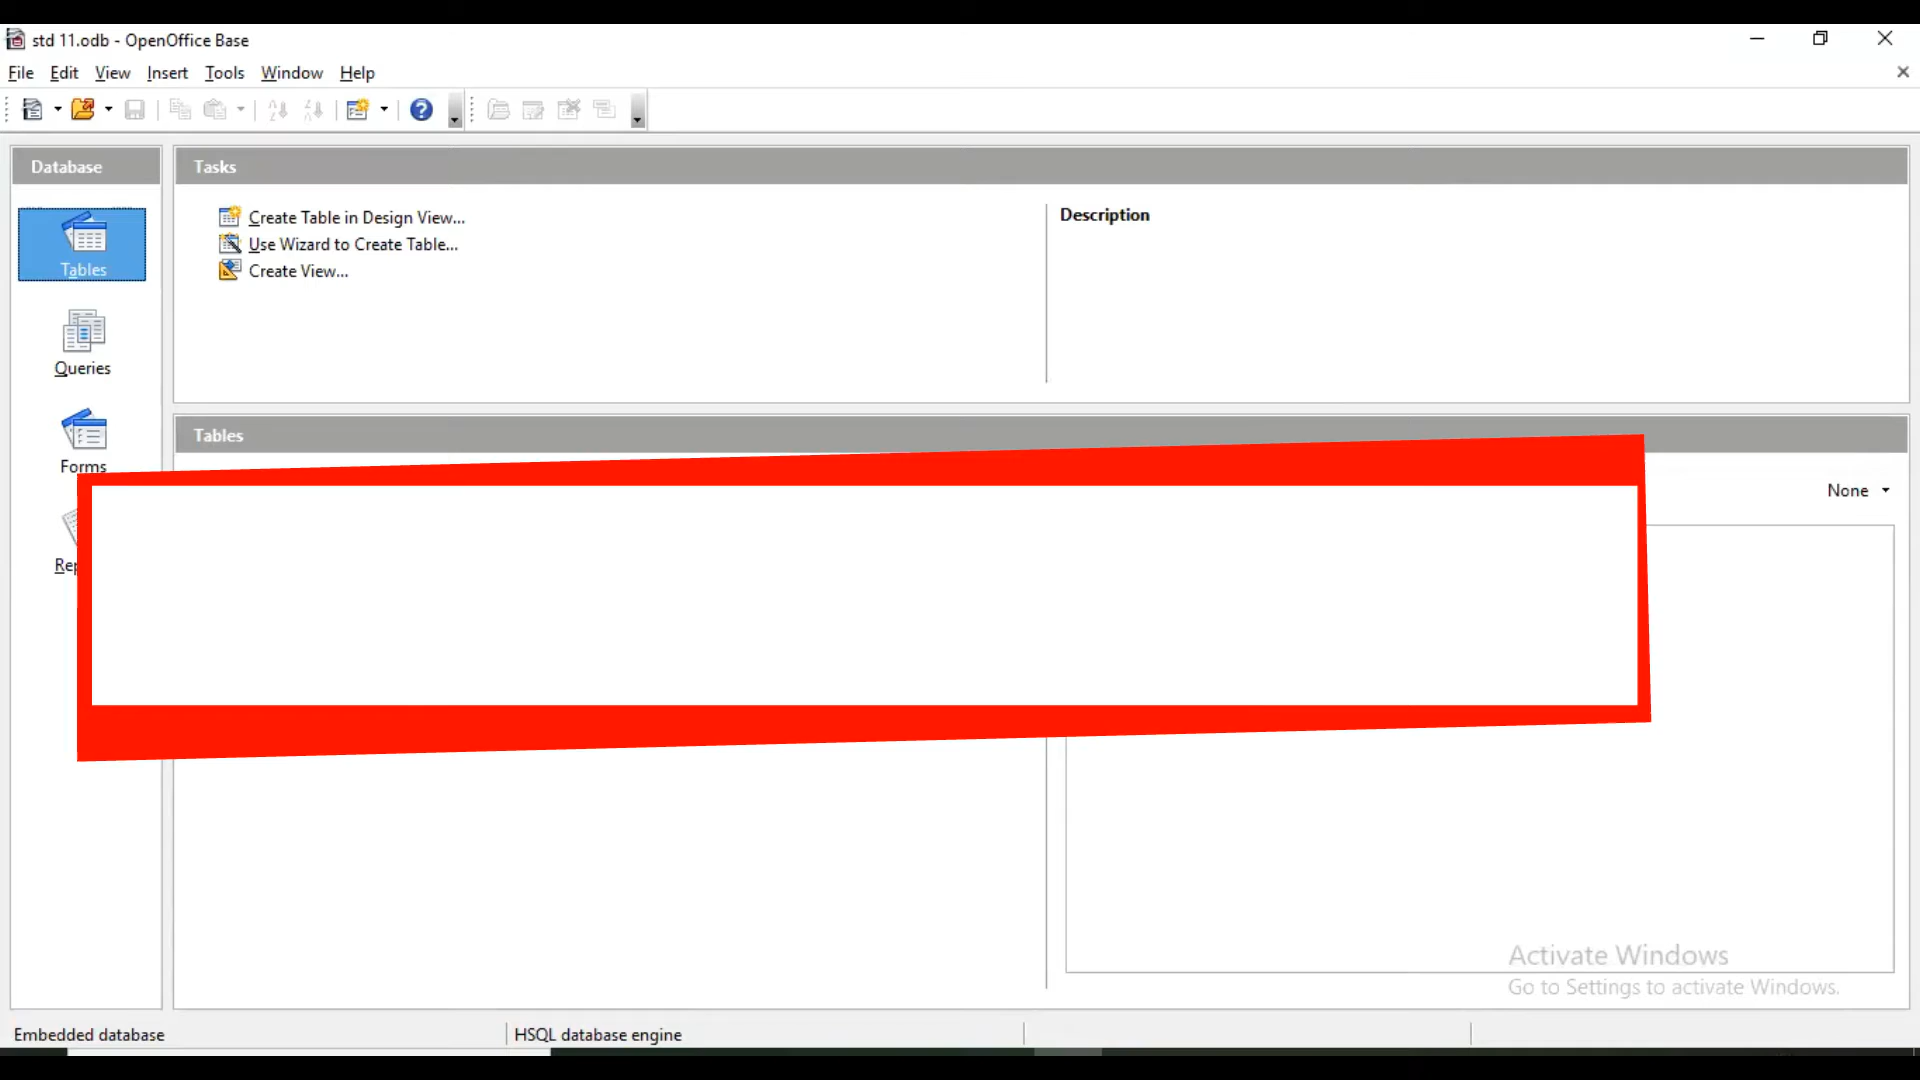 std 11.odb - OpenOffice Base
File Edit View Insert Tools Window Help
Database
Tasks
Tables
Queries
Forms
Create Table in Design View...
Use Wizard to Create Table...
Create View...
Description
Tables
None
Rep
Activate Windows
Go to Settings to activate Windows.
Embedded database
HSQL database engine